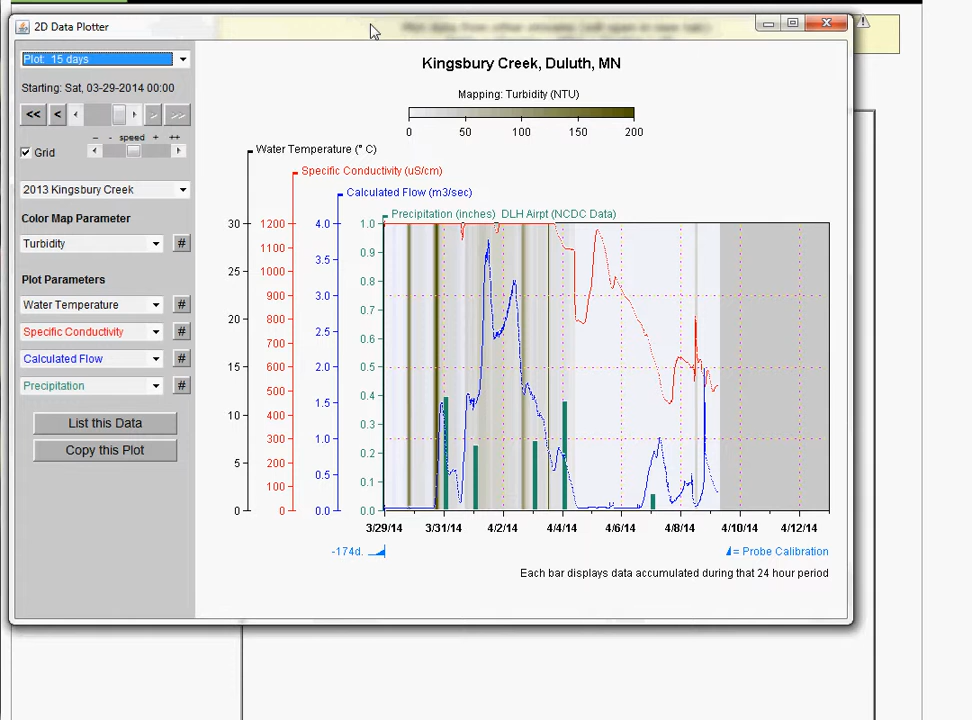 2D Data Plotter
Plot: 15 days
Starting: Sat, 03-29-2014 00:00
<< < > >>
– - speed + ++
Grid
2013 Kingsbury Creek
Color Map Parameter
Turbidity #
Plot Parameters
Water Temperature #
Specific Conductivity #
Calculated Flow #
Precipitation #
List this Data
Copy this Plot
Kingsbury Creek, Duluth, MN
Mapping: Turbidity (NTU)
0 50 100 150 200
Water Temperature (° C)
Specific Conductivity (uS/cm)
Calculated Flow (m3/sec)
Precipitation (inches) DLH Airpt (NCDC Data)
30 1200 4.0 1.0
1100 0.9
25 1000 3.5
0.8
900 3.0
20 800 0.7
2.5
700 0.6
15 600 2.0 0.5
500
10 400 1.5 0.4
300 1.0 0.3
5 200 0.2
0.5
100 0.1
0 0 0.0 0.0
3/29/14 3/31/14 4/2/14 4/4/14 4/6/14 4/8/14 4/10/14 4/12/14
-174d.
= Probe Calibration
Each bar displays data accumulated during that 24 hour period